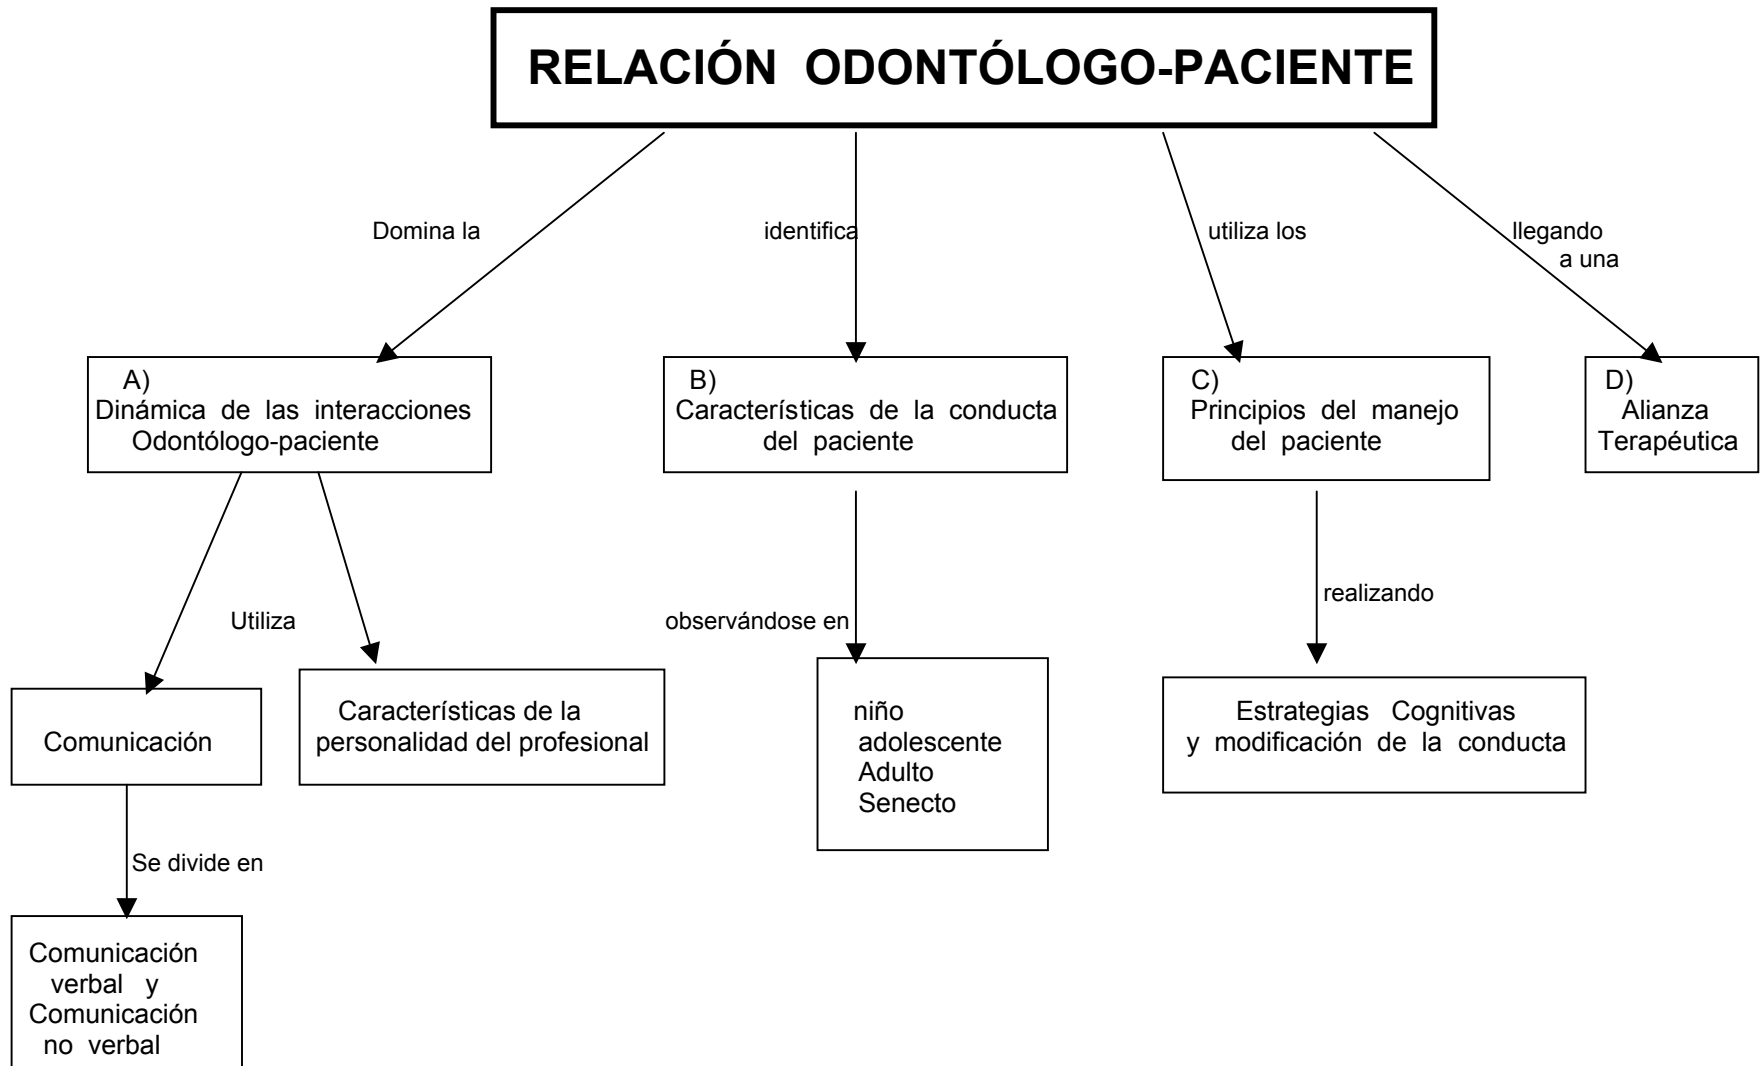 RELACIÓN ODONTÓLOGO-PACIENTE
Domina la
identifica
utiliza los
llegando
a una
A)
Dinámica de las interacciones
Odontólogo-paciente
B)
Características de la conducta
del paciente
C)
Principios del manejo
del paciente
D)
Alianza
Terapéutica
Utiliza
observándose en
realizando
Comunicación
Características de la
personalidad del profesional
niño
adolescente
Adulto
Senecto
Estrategias Cognitivas
y modificación de la conducta
Se divide en
Comunicación
verbal y
Comunicación
no verbal